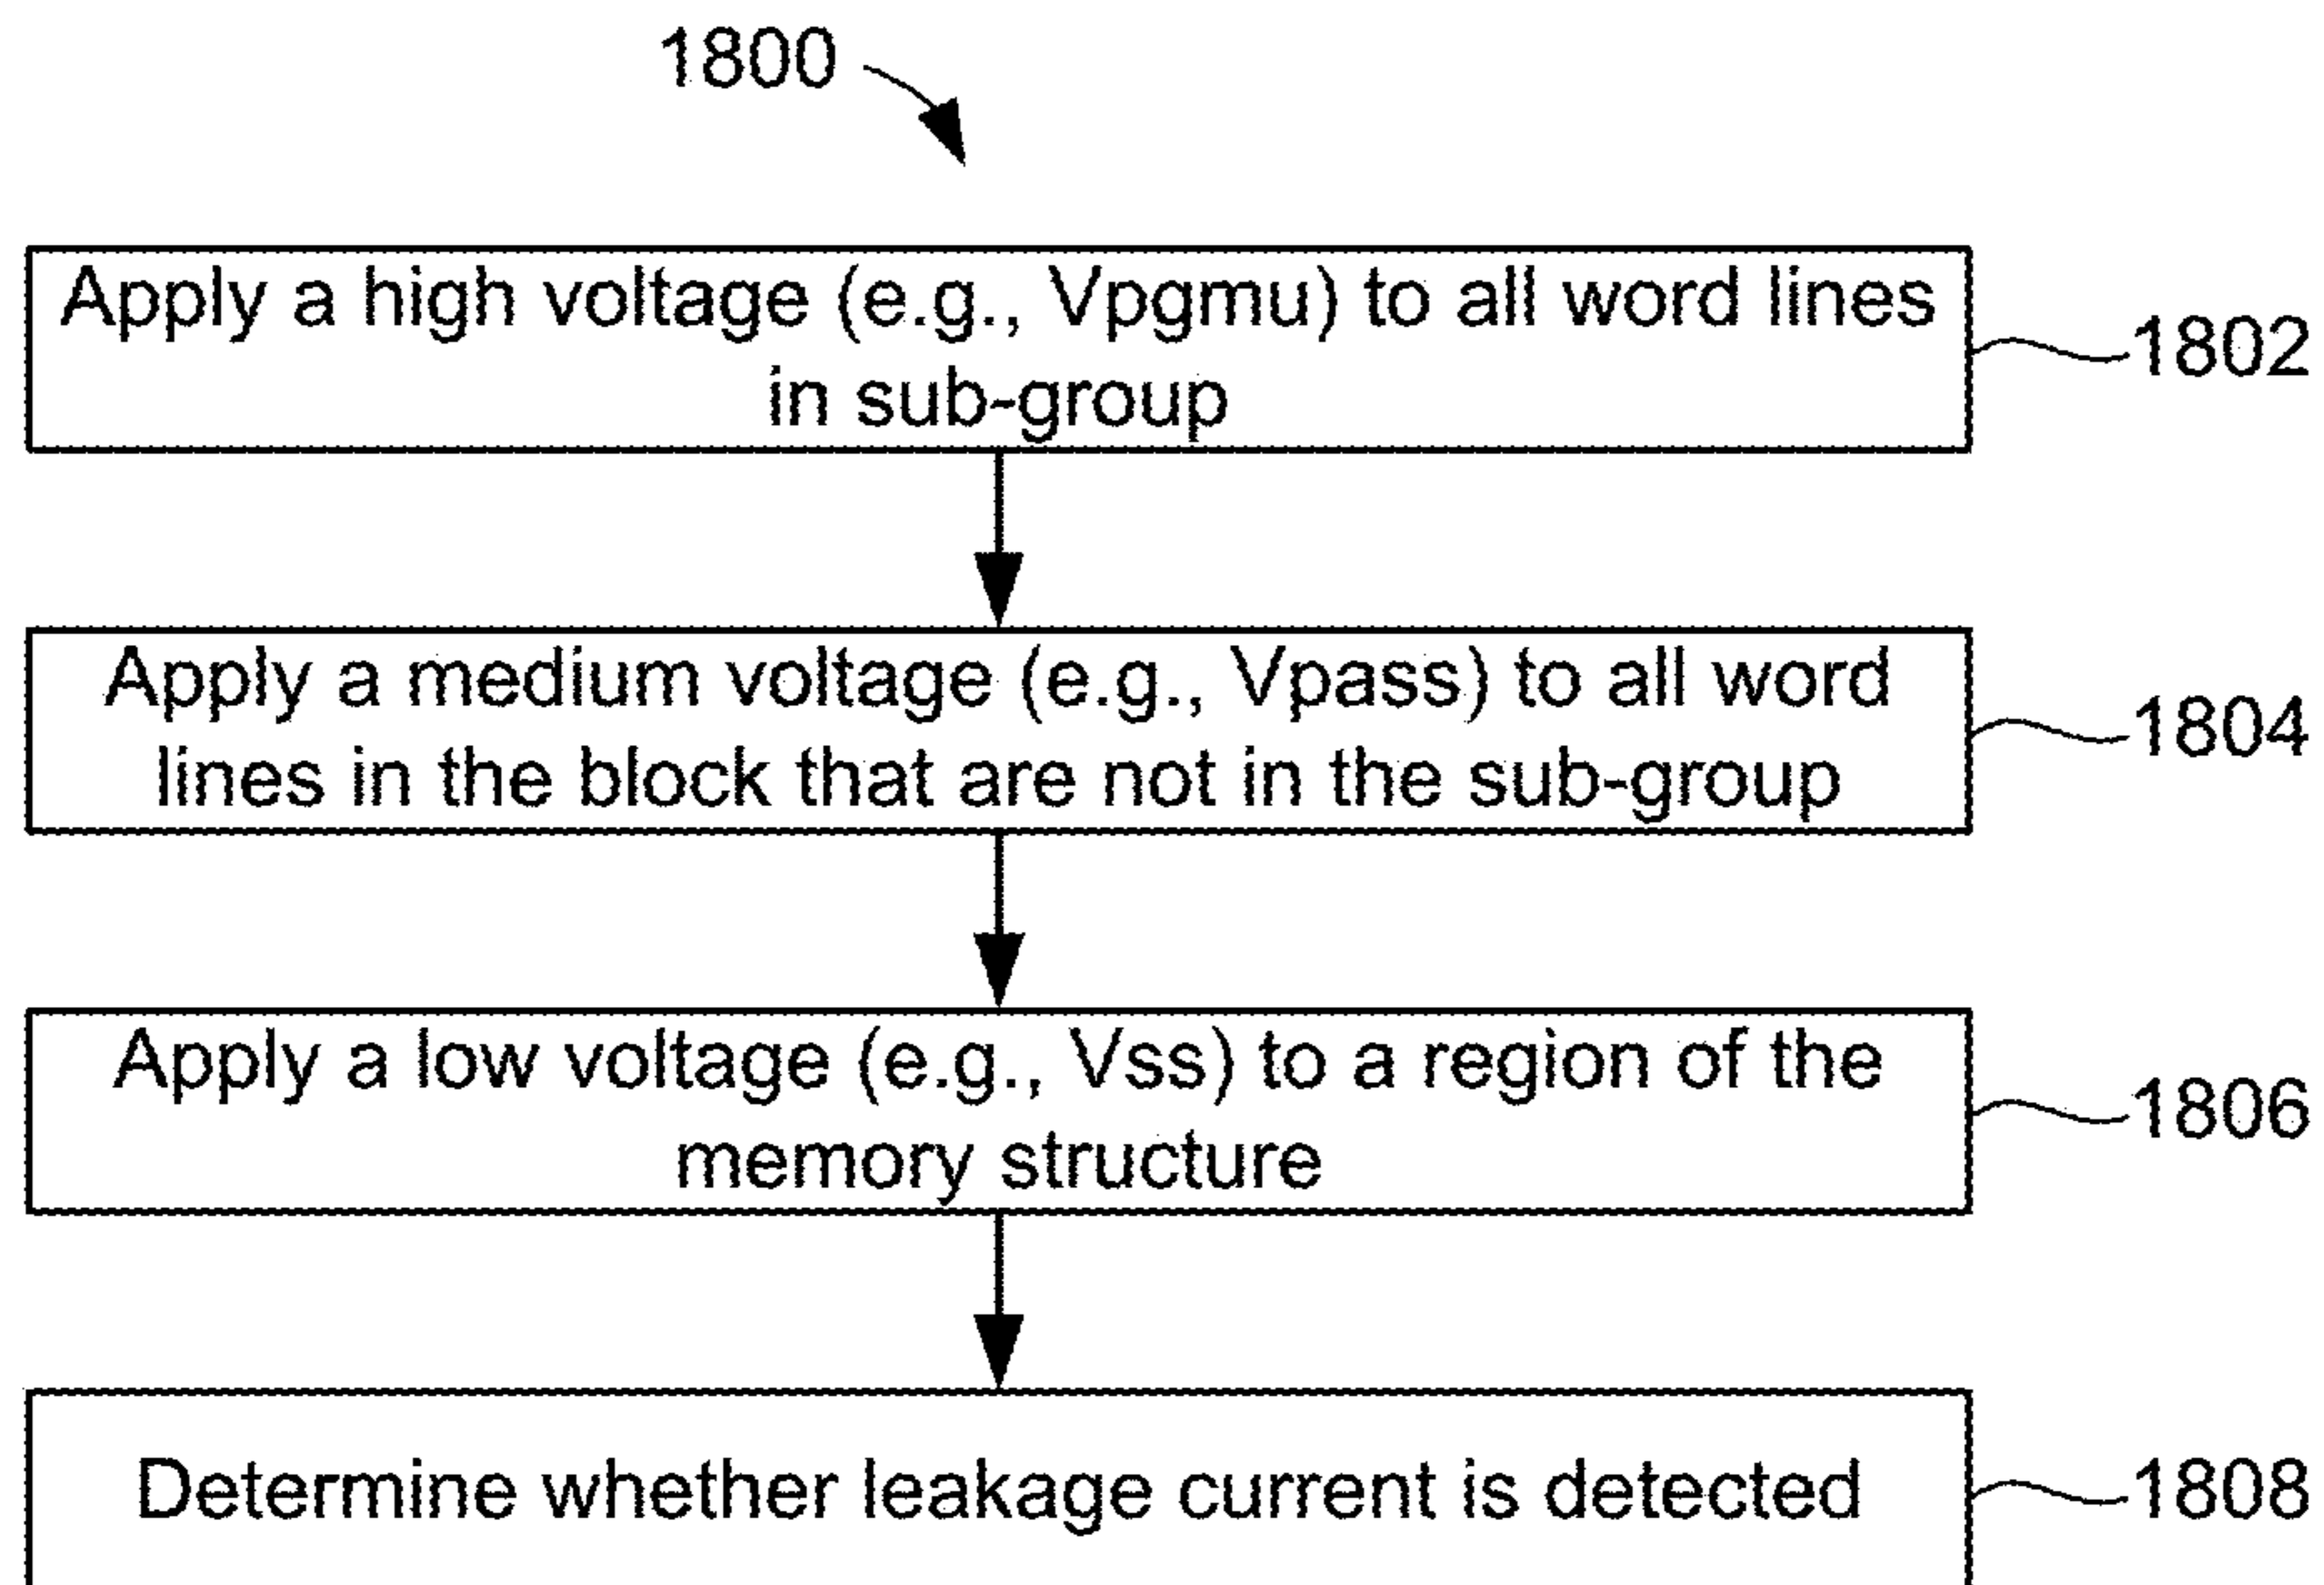 1800
Apply a high voltage (e.g., Vpgmu) to all word lines
in sub-group
1802
Apply a medium voltage (e.g., Vpass) to all word
lines in the block that are not in the sub-group
1804
Apply a low voltage (e.g., Vss) to a region of the
memory structure
1806
Determine whether leakage current is detected
1808